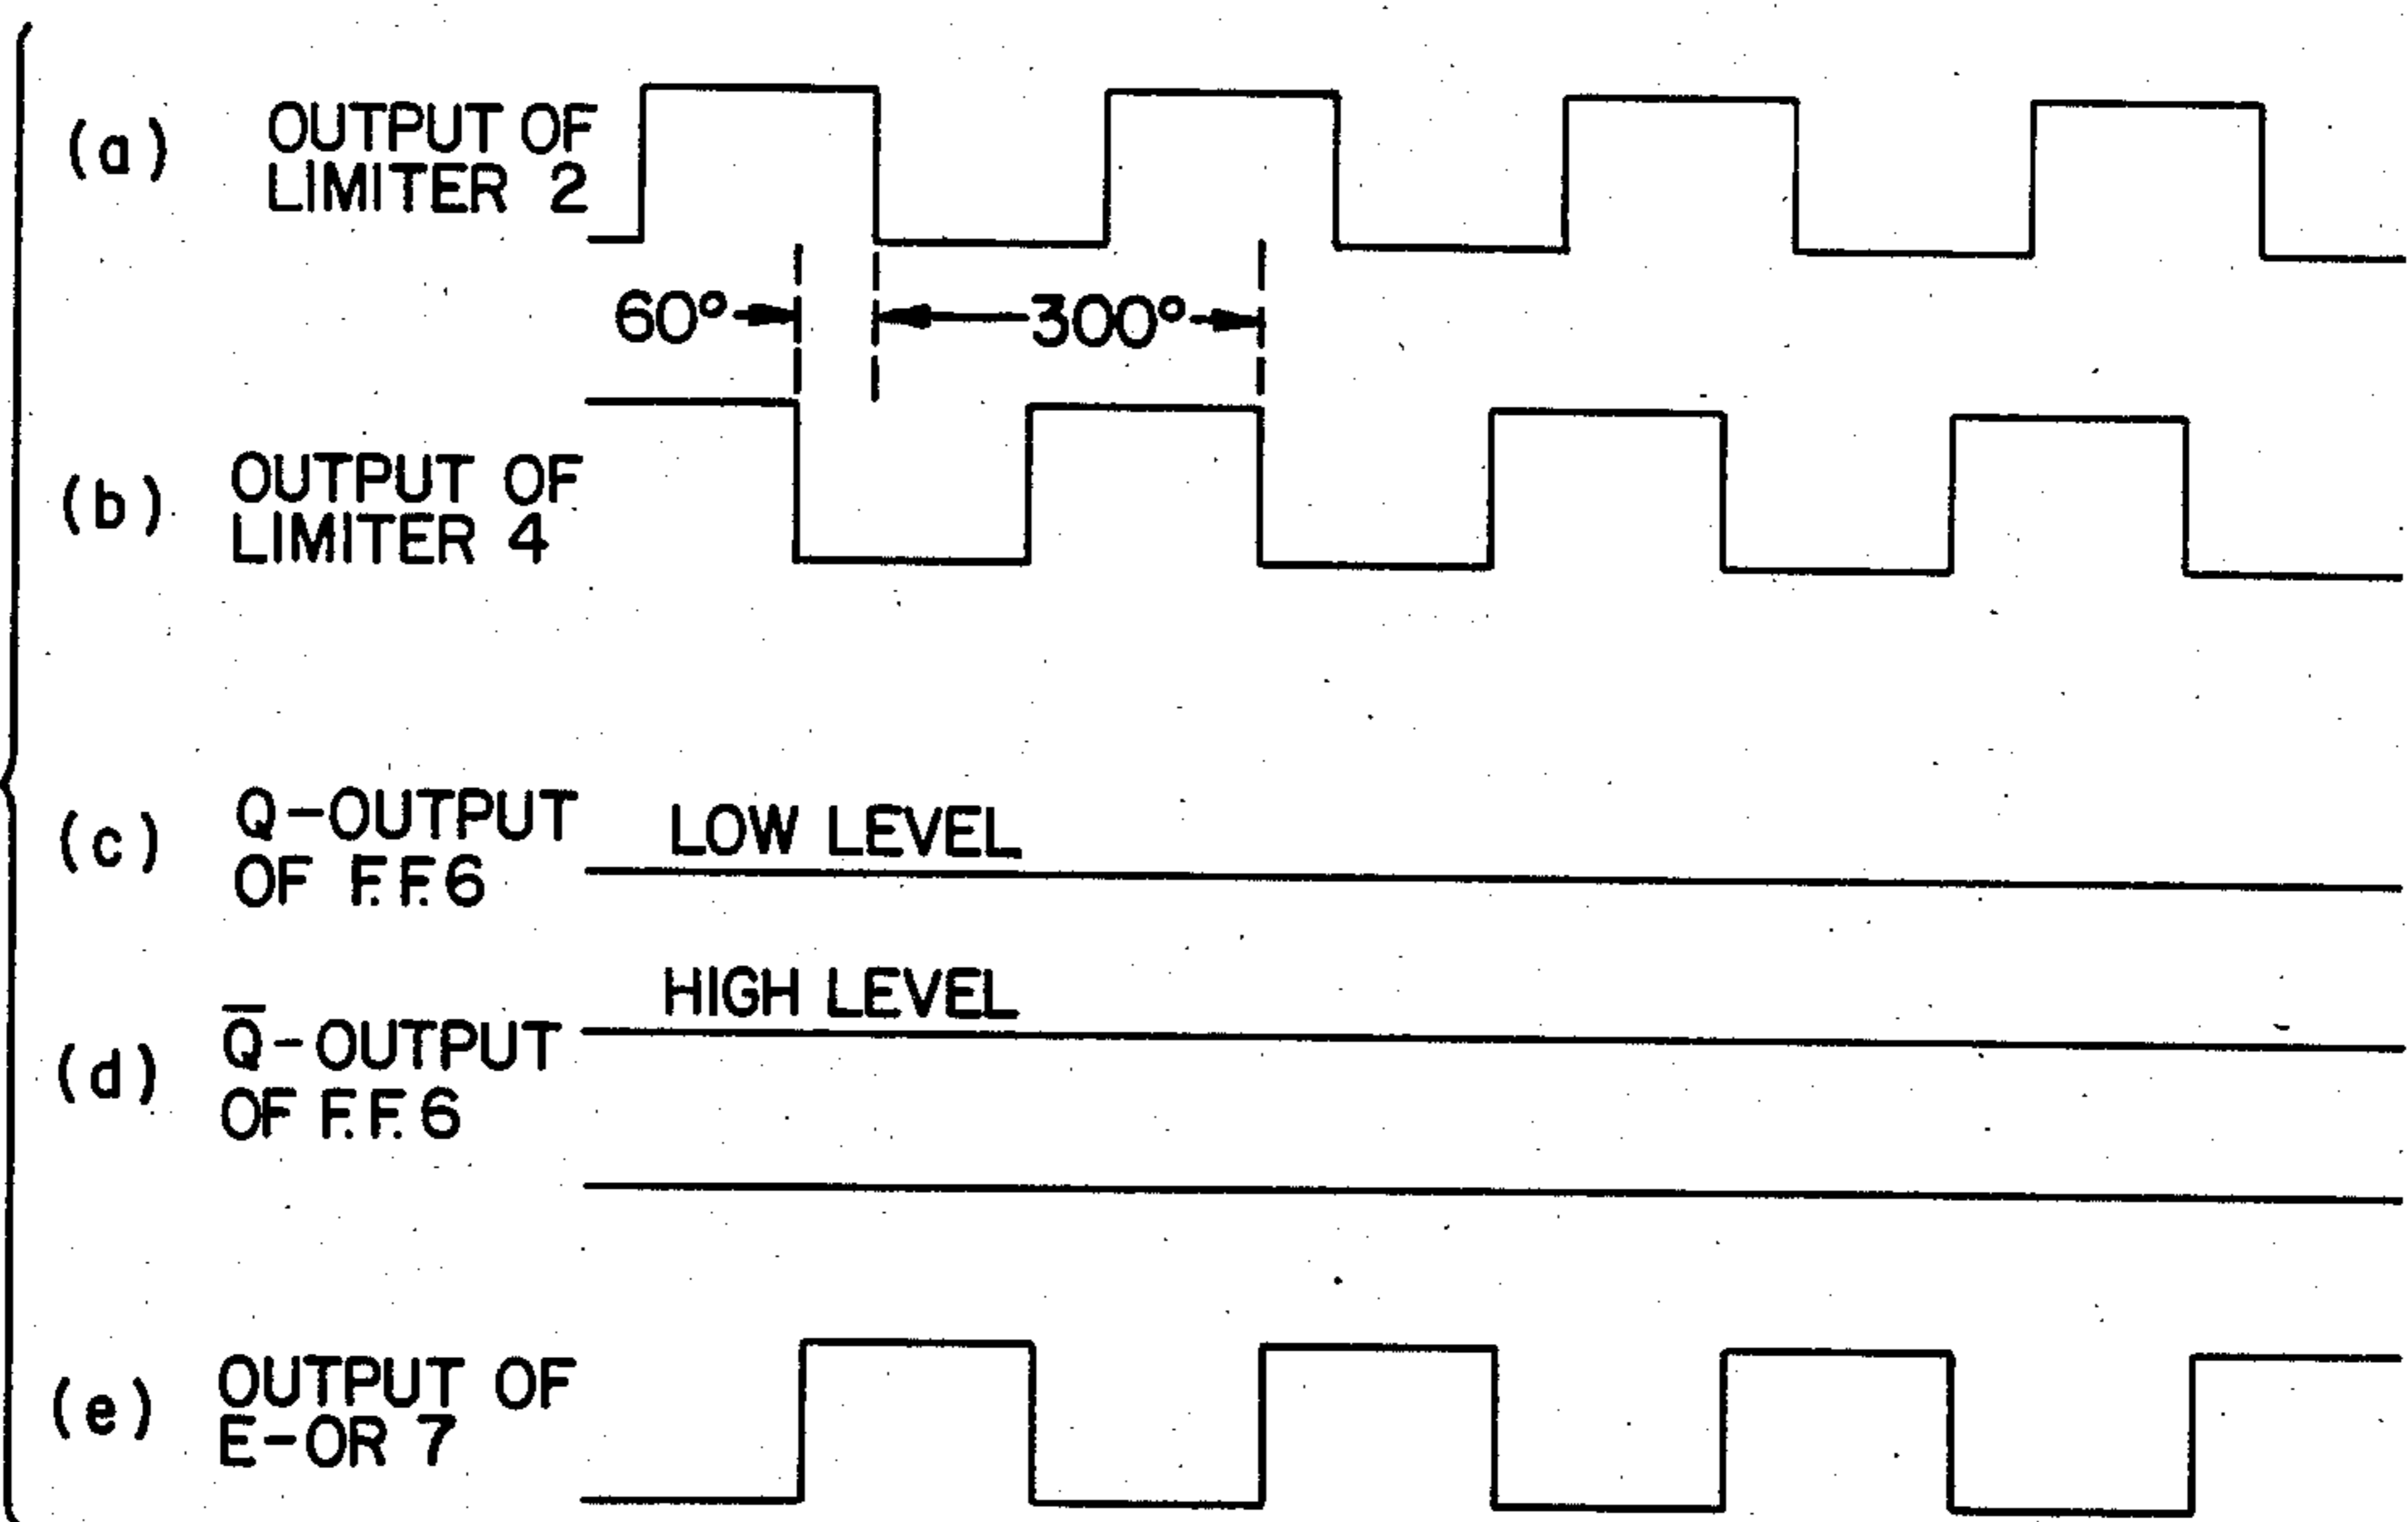 (a) OUTPUT OF
LIMITER 2
60° 300°
(b) OUTPUT OF
LIMITER 4
(c) Q-OUTPUT
OF F.F.6
LOW LEVEL
(d) Q̅-OUTPUT
OF F.F.6
HIGH LEVEL
(e) OUTPUT OF
E-OR 7